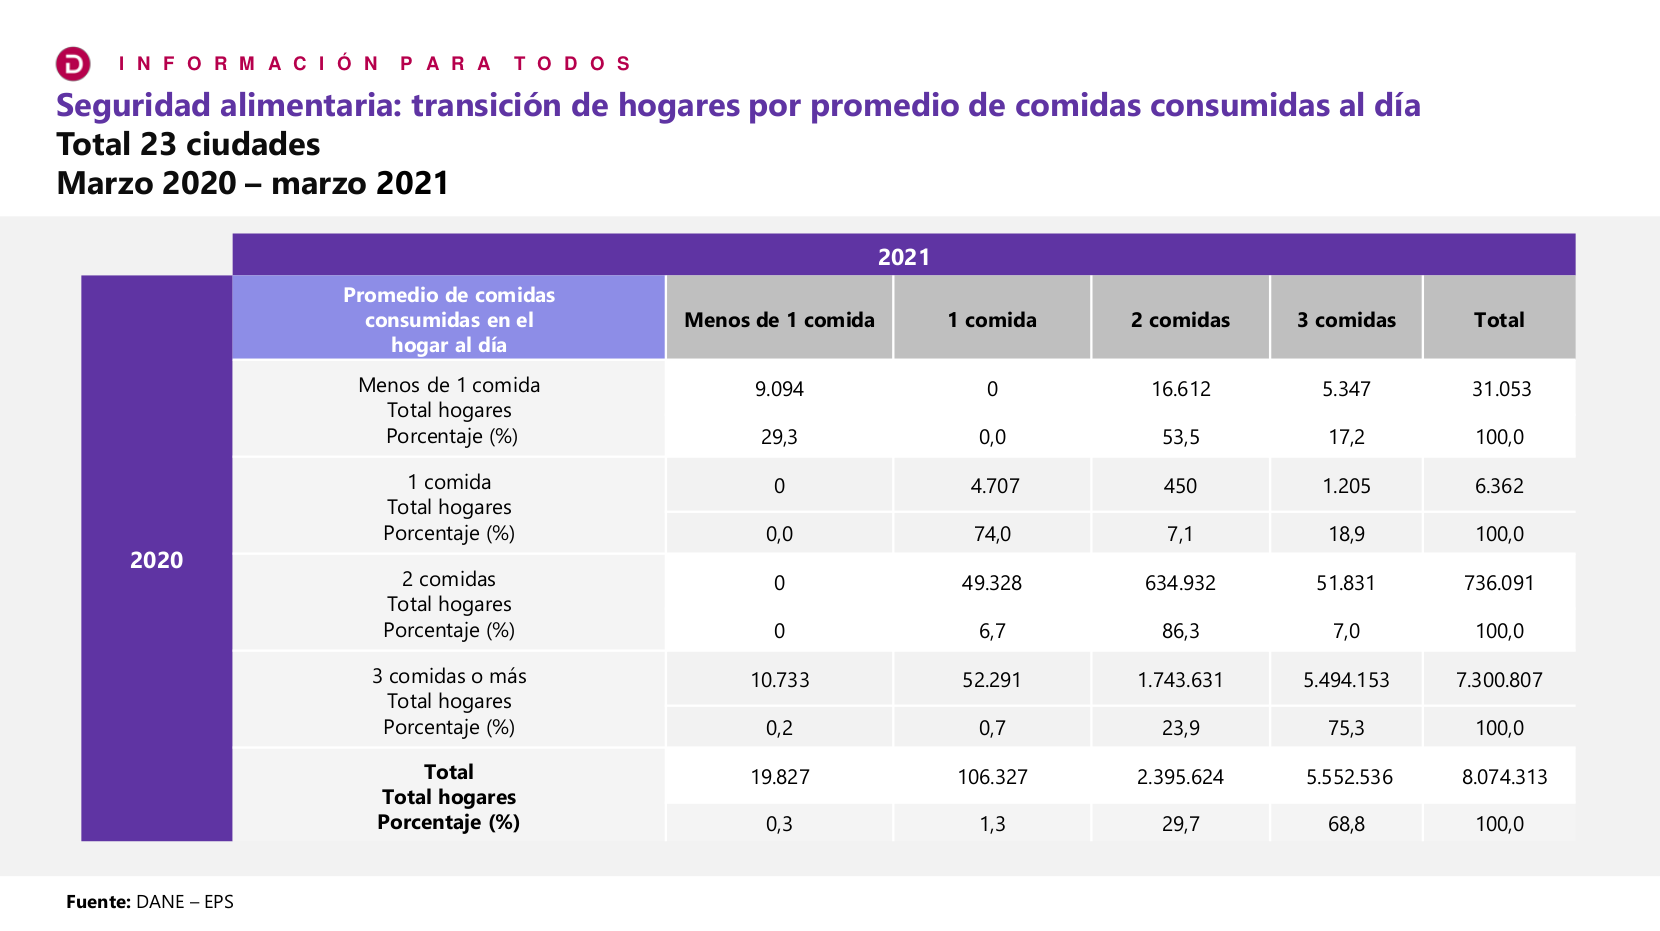 INFORMACIÓN PARA TODOS
Seguridad alimentaria: transición de hogares por promedio de comidas consumidas al día
Total 23 ciudades
Marzo 2020 – marzo 2021
2021
Promedio de comidas
consumidas en el
hogar al día
Menos de 1 comida
1 comida
2 comidas
3 comidas
Total
2020
Menos de 1 comida
Total hogares
Porcentaje (%)
9.094 0 16.612 5.347 31.053
29,3 0,0 53,5 17,2 100,0
1 comida
Total hogares
Porcentaje (%)
0 4.707 450 1.205 6.362
0,0 74,0 7,1 18,9 100,0
2 comidas
Total hogares
Porcentaje (%)
0 49.328 634.932 51.831 736.091
0 6,7 86,3 7,0 100,0
3 comidas o más
Total hogares
Porcentaje (%)
10.733 52.291 1.743.631 5.494.153 7.300.807
0,2 0,7 23,9 75,3 100,0
Total
Total hogares
Porcentaje (%)
19.827 106.327 2.395.624 5.552.536 8.074.313
0,3 1,3 29,7 68,8 100,0
Fuente: DANE – EPS